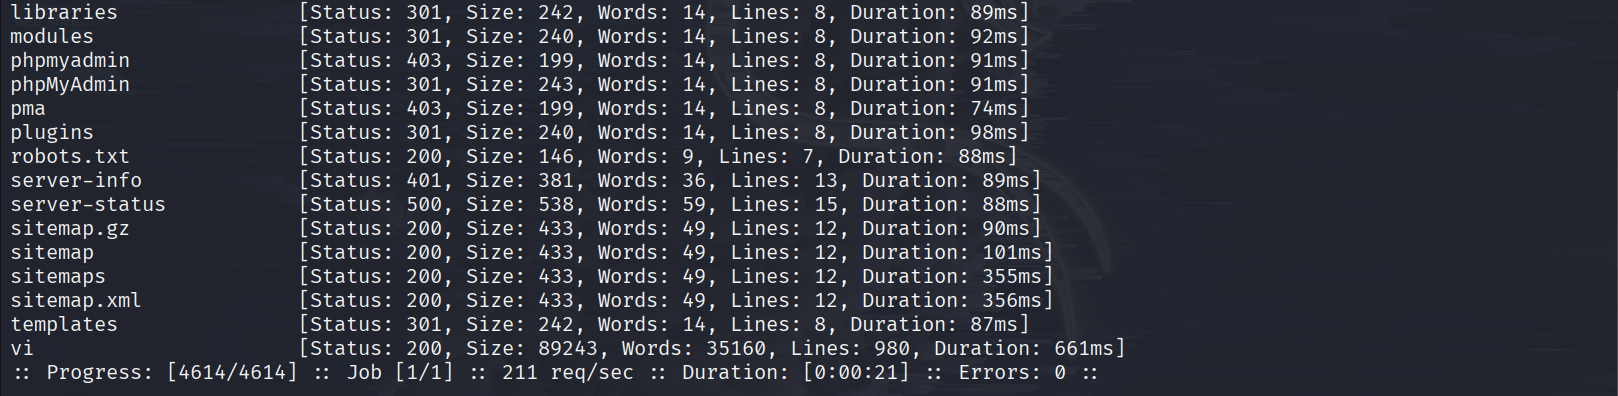 libraries [Status: 301, Size: 242, Words: 14, Lines: 8, Duration: 89ms]
modules [Status: 301, Size: 240, Words: 14, Lines: 8, Duration: 92ms]
phpmyadmin [Status: 403, Size: 199, Words: 14, Lines: 8, Duration: 91ms]
phpMyAdmin [Status: 301, Size: 243, Words: 14, Lines: 8, Duration: 91ms]
pma [Status: 403, Size: 199, Words: 14, Lines: 8, Duration: 74ms]
plugins [Status: 301, Size: 240, Words: 14, Lines: 8, Duration: 98ms]
robots.txt [Status: 200, Size: 146, Words: 9, Lines: 7, Duration: 88ms]
server-info [Status: 401, Size: 381, Words: 36, Lines: 13, Duration: 89ms]
server-status [Status: 500, Size: 538, Words: 59, Lines: 15, Duration: 88ms]
sitemap.gz [Status: 200, Size: 433, Words: 49, Lines: 12, Duration: 90ms]
sitemap [Status: 200, Size: 433, Words: 49, Lines: 12, Duration: 101ms]
sitemaps [Status: 200, Size: 433, Words: 49, Lines: 12, Duration: 355ms]
sitemap.xml [Status: 200, Size: 433, Words: 49, Lines: 12, Duration: 356ms]
templates [Status: 301, Size: 242, Words: 14, Lines: 8, Duration: 87ms]
vi [Status: 200, Size: 89243, Words: 35160, Lines: 980, Duration: 661ms]
:: Progress: [4614/4614] :: Job [1/1] :: 211 req/sec :: Duration: [0:00:21] :: Errors: 0 ::